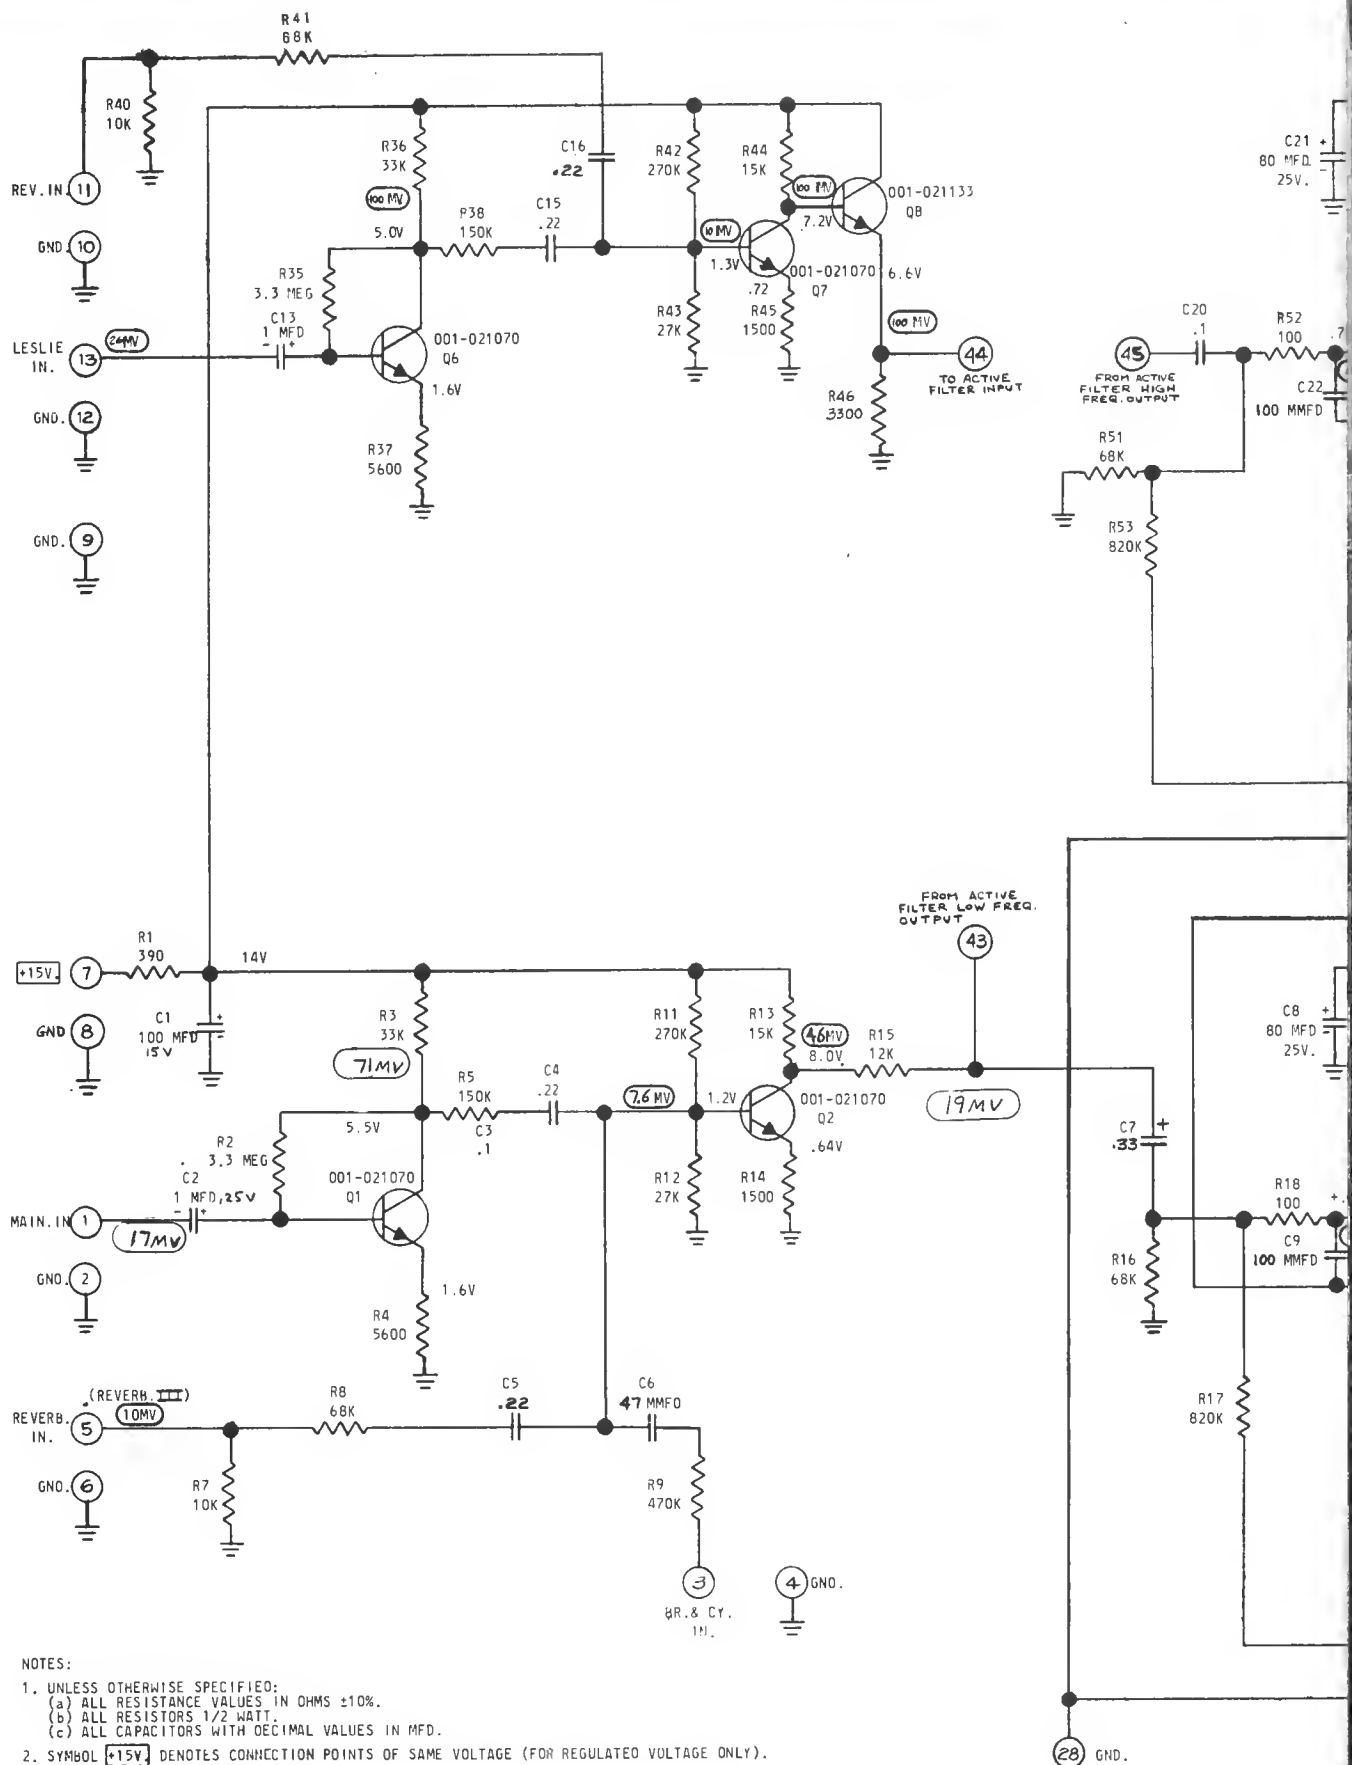 R41
68K
R40
10K
REV. IN. 11
GND. 10
R36
33K
100 MV
5.0V
R38
150K
C15
.22
C16
.22
R42
270K
R44
15K
100 MV
7.2V
001-021133
Q8
10 MV
1.3V
001-021070
Q7
.72
6.6V
R35
3.3 MEG
C13
1 MFD
- +
LESLIE
IN. 13
001-021070
Q6
1.6V
R37
5600
GND. 12
GND. 9
R43
27K
R45
1500
100 MV
44
TO ACTIVE
FILTER INPUT
R46
3300
C21 +
80 MFD. -
25V.
C20
.1
R52
100
45
FROM ACTIVE
FILTER HIGH
FREQ. OUTPUT
C22
100 MMFD
R51
68K
R53
820K
FROM ACTIVE
FILTER LOW FREQ.
OUTPUT
43
+15V. 7
R1
390
14V
GND 8
C1
100 MFD
15V
+
-
R3
33K
71MV
5.5V
R5
150K
C3
.1
C4
.22
R11
270K
R13
15K
46MV
8.0V
R15
12K
19MV
7.6 MV
1.2V
001-021070
Q2
.64V
R12
27K
R14
1500
R2
3.3 MEG
C2
1 MFD,25V
- +
001-021070
Q1
MAIN. IN 1
17MV
GND. 2
1.6V
R4
5600
C8 +
80 MFD -
25V.
C7 +
.33
R18
100
C9
100 MMFD
R16
68K
R17
820K
(REVERB. III)
10MV
REVERB.
IN. 5
R8
68K
C5
.22
C6
47 MMFD
GND. 6
R7
10K
R9
470K
3
BR.& CY.
IN.
4 GND.
NOTES:
1. UNLESS OTHERWISE SPECIFIED:
(a) ALL RESISTANCE VALUES IN OHMS ±10%.
(b) ALL RESISTORS 1/2 WATT.
(c) ALL CAPACITORS WITH DECIMAL VALUES IN MFD.
2. SYMBOL +15V. DENOTES CONNECTION POINTS OF SAME VOLTAGE (FOR REGULATED VOLTAGE ONLY).
28 GND.